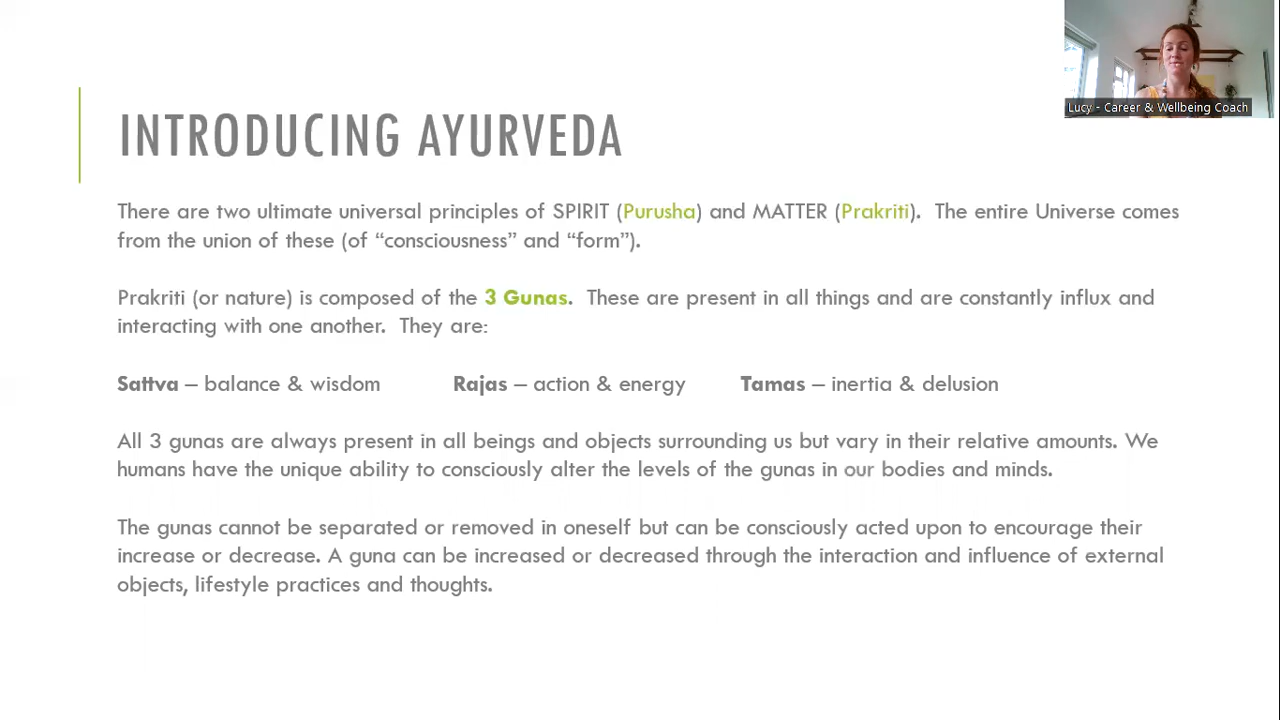 Lucy - Career & Wellbeing Coach
INTRODUCING AYURVEDA
There are two ultimate universal principles of SPIRIT (Purusha) and MATTER (Prakriti). The entire Universe comes
from the union of these (of “consciousness” and “form”).
Prakriti (or nature) is composed of the 3 Gunas. These are present in all things and are constantly influx and
interacting with one another. They are:
Sattva – balance & wisdom Rajas – action & energy Tamas – inertia & delusion
All 3 gunas are always present in all beings and objects surrounding us but vary in their relative amounts. We
humans have the unique ability to consciously alter the levels of the gunas in our bodies and minds.
The gunas cannot be separated or removed in oneself but can be consciously acted upon to encourage their
increase or decrease. A guna can be increased or decreased through the interaction and influence of external
objects, lifestyle practices and thoughts.